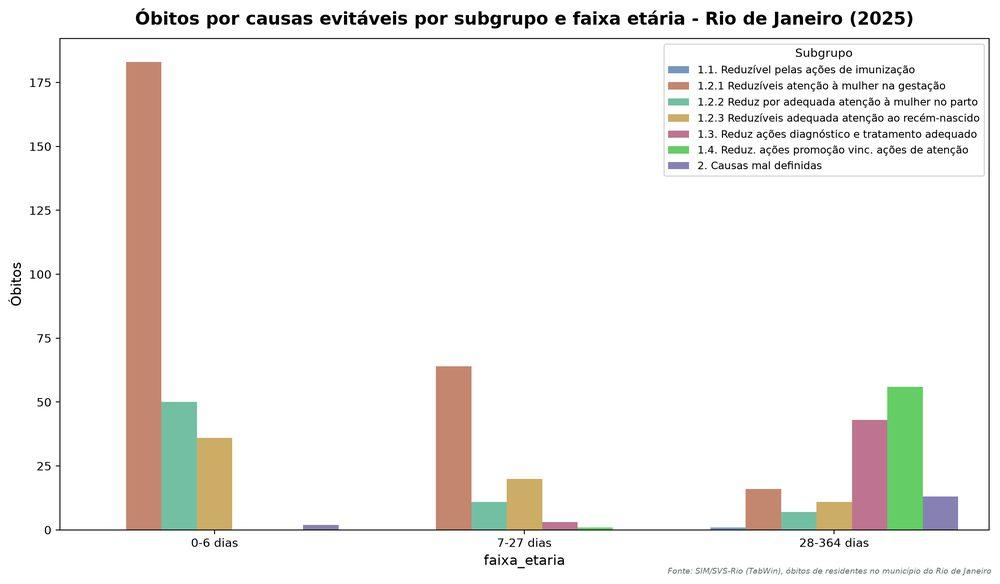 Óbitos por causas evitáveis por subgrupo e faixa etária - Rio de Janeiro (2025)
Subgrupo
1.1. Reduzível pelas ações de imunização
1.2.1 Reduzíveis atenção à mulher na gestação
1.2.2 Reduz por adequada atenção à mulher no parto
1.2.3 Reduzíveis adequada atenção ao recém-nascido
1.3. Reduz ações diagnóstico e tratamento adequado
1.4. Reduz. ações promoção vinc. ações de atenção
2. Causas mal definidas
Óbitos
175
150
125
100
75
50
25
0
0-6 dias
7-27 dias
28-364 dias
faixa_etaria
Fonte: SIM/SVS-Rio (TabWin), óbitos de residentes no município do Rio de Janeiro